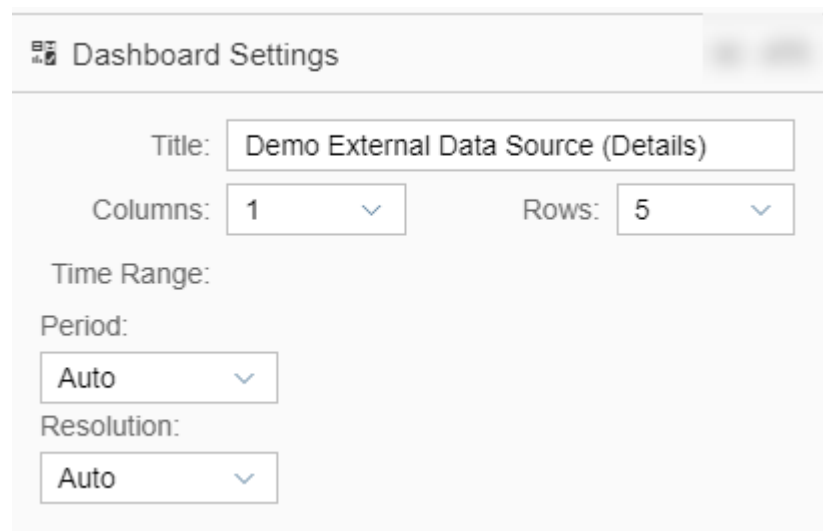 Dashboard Settings
Title: Demo External Data Source (Details)
Columns: 1 Rows: 5
Time Range:
Period:
Auto
Resolution:
Auto